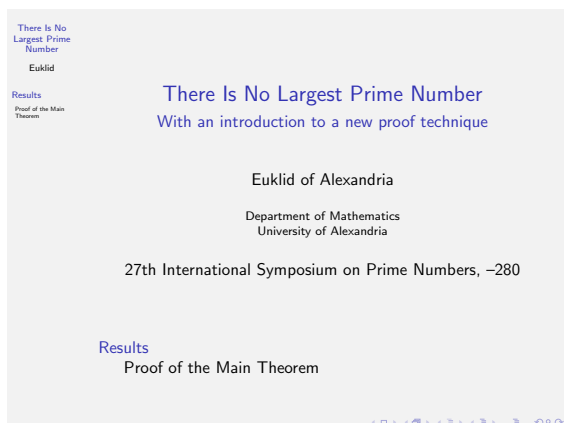 There Is No
Largest Prime
Number
Euklid
Results
Proof of the Main
Theorem
There Is No Largest Prime Number
With an introduction to a new proof technique
Euklid of Alexandria
Department of Mathematics
University of Alexandria
27th International Symposium on Prime Numbers, –280
Results
Proof of the Main Theorem